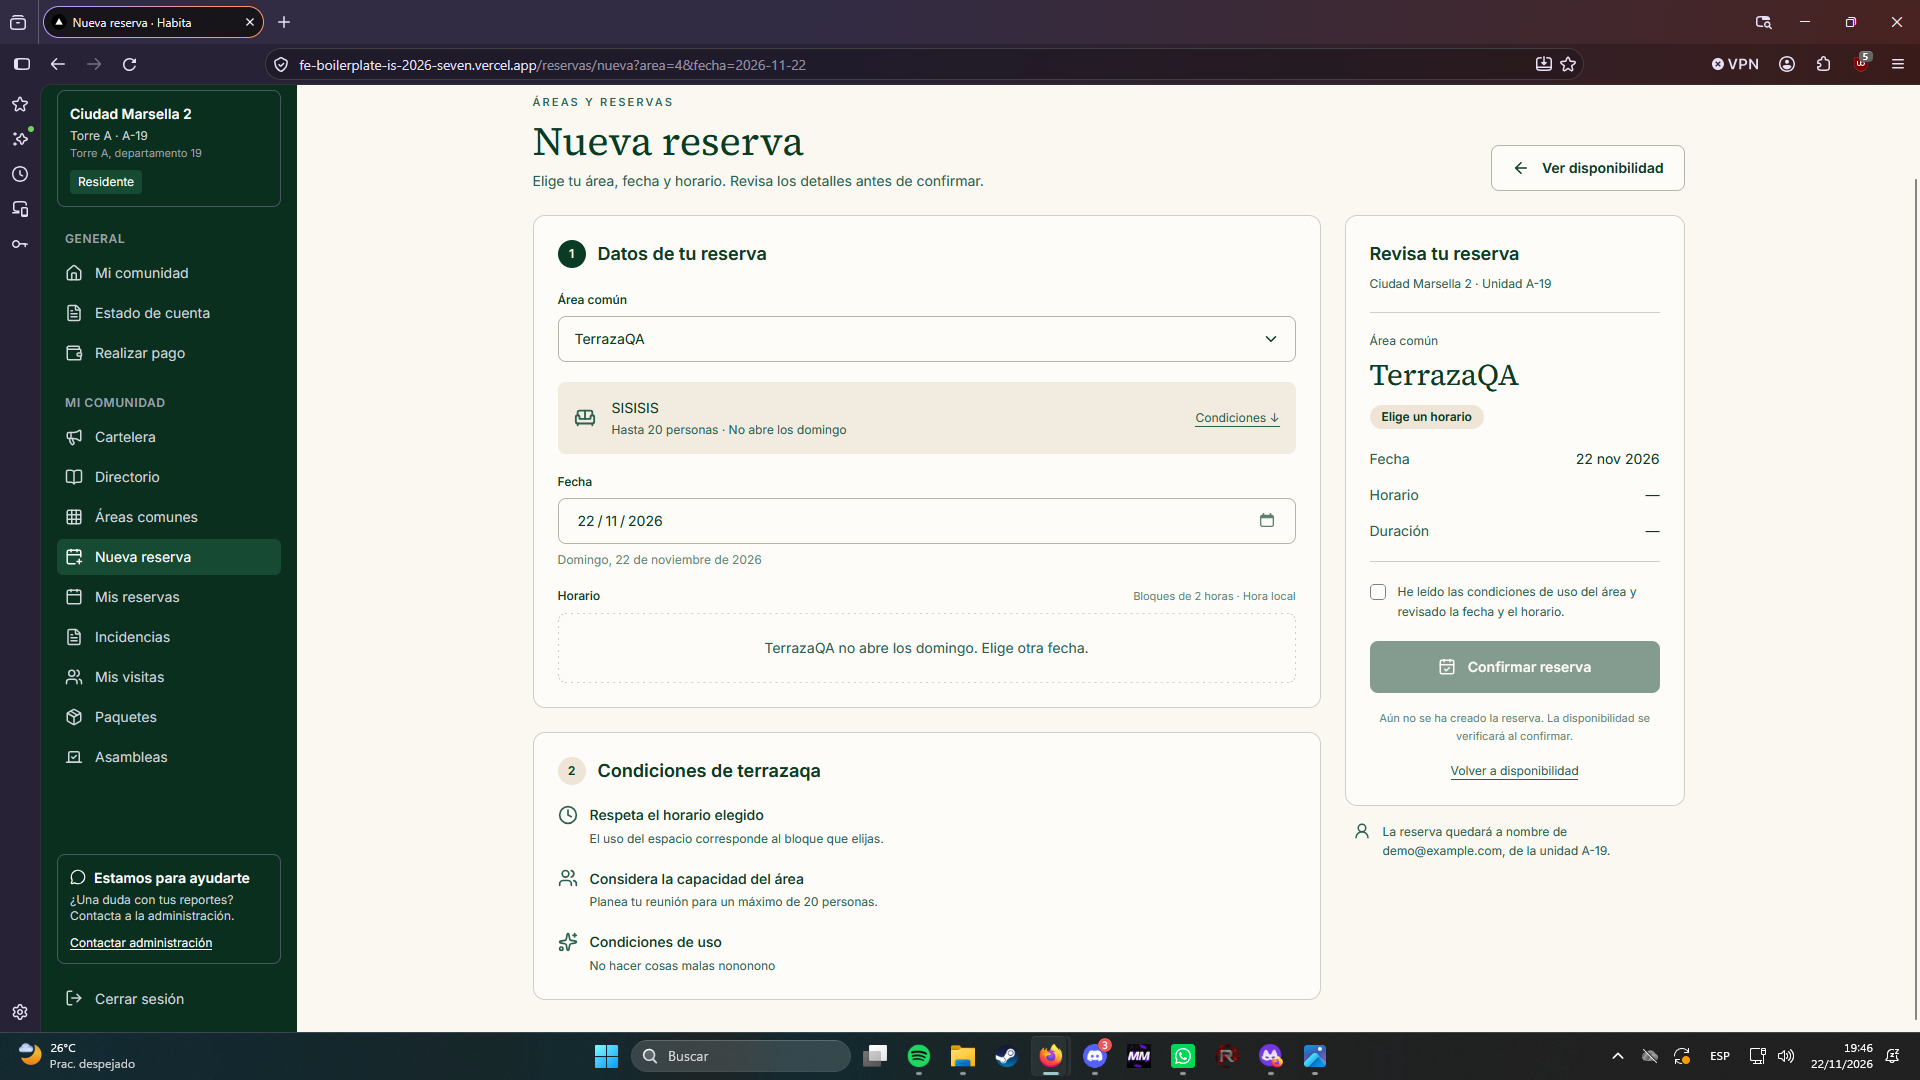 Nueva reserva · Habita
fe-boilerplate-is-2026-seven.vercel.app/reservas/nueva?area=4&fecha=2026-11-22
VPN
5
Ciudad Marsella 2
Torre A · A-19
Torre A, departamento 19
Residente
GENERAL
Mi comunidad
Estado de cuenta
Realizar pago
MI COMUNIDAD
Cartelera
Directorio
Áreas comunes
Nueva reserva
Mis reservas
Incidencias
Mis visitas
Paquetes
Asambleas
Estamos para ayudarte
¿Una duda con tus reportes?
Contacta a la administración.
Contactar administración
Cerrar sesión
ÁREAS Y RESERVAS
Nueva reserva
Elige tu área, fecha y horario. Revisa los detalles antes de confirmar.
Ver disponibilidad
1 Datos de tu reserva
Área común
TerrazaQA
SISISIS
Hasta 20 personas · No abre los domingo
Condiciones ↓
Fecha
22 / 11 / 2026
Domingo, 22 de noviembre de 2026
Horario
Bloques de 2 horas · Hora local
TerrazaQA no abre los domingo. Elige otra fecha.
2 Condiciones de terrazaqa
Respeta el horario elegido
El uso del espacio corresponde al bloque que elijas.
Considera la capacidad del área
Planea tu reunión para un máximo de 20 personas.
Condiciones de uso
No hacer cosas malas nononono
Revisa tu reserva
Ciudad Marsella 2 · Unidad A-19
Área común
TerrazaQA
Elige un horario
Fecha 22 nov 2026
Horario —
Duración —
He leído las condiciones de uso del área y
revisado la fecha y el horario.
Confirmar reserva
Aún no se ha creado la reserva. La disponibilidad se
verificará al confirmar.
Volver a disponibilidad
La reserva quedará a nombre de
demo@example.com, de la unidad A-19.
26°C
Prac. despejado
Buscar
3
MM
R
ESP
19:46
22/11/2026